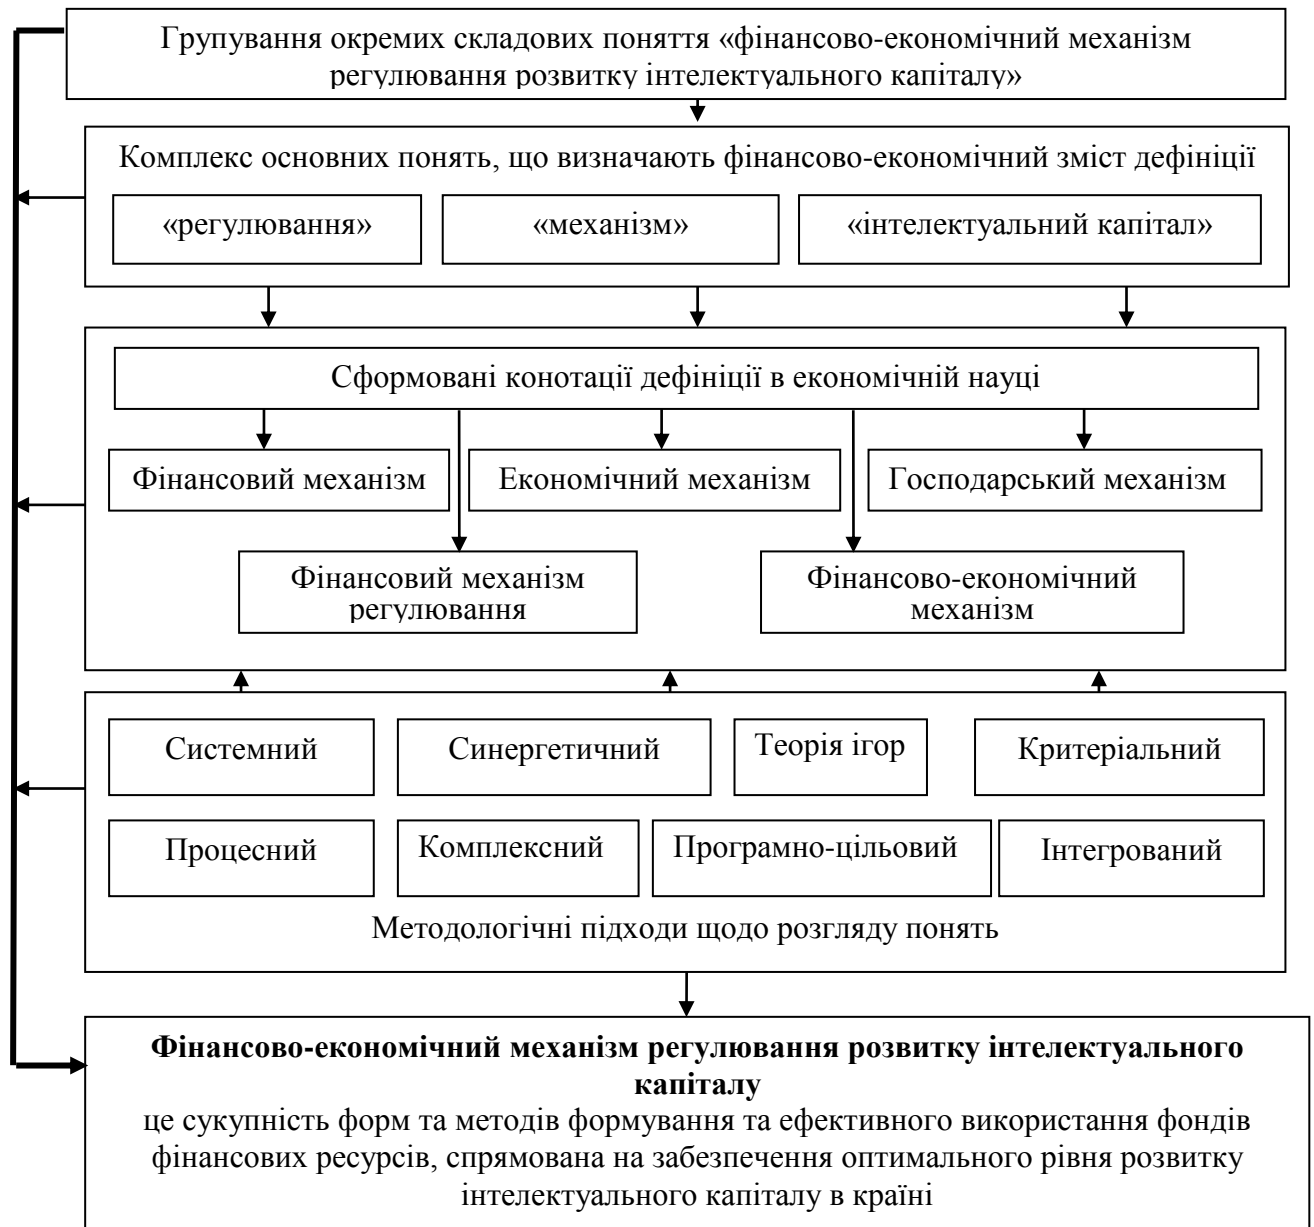 Групування окремих складових поняття «фінансово-економічний механізм
регулювання розвитку інтелектуального капіталу»
Комплекс основних понять, що визначають фінансово-економічний зміст дефініції
«регулювання»
«механізм»
«інтелектуальний капітал»
Сформовані конотації дефініції в економічній науці
Фінансовий механізм
Економічний механізм
Господарський механізм
Фінансовий механізм
регулювання
Фінансово-економічний
механізм
Системний
Синергетичний
Теорія ігор
Критеріальний
Процесний
Комплексний
Програмно-цільовий
Інтегрований
Методологічні підходи щодо розгляду понять
Фінансово-економічний механізм регулювання розвитку інтелектуального
капіталу
це сукупність форм та методів формування та ефективного використання фондів
фінансових ресурсів, спрямована на забезпечення оптимального рівня розвитку
інтелектуального капіталу в країні